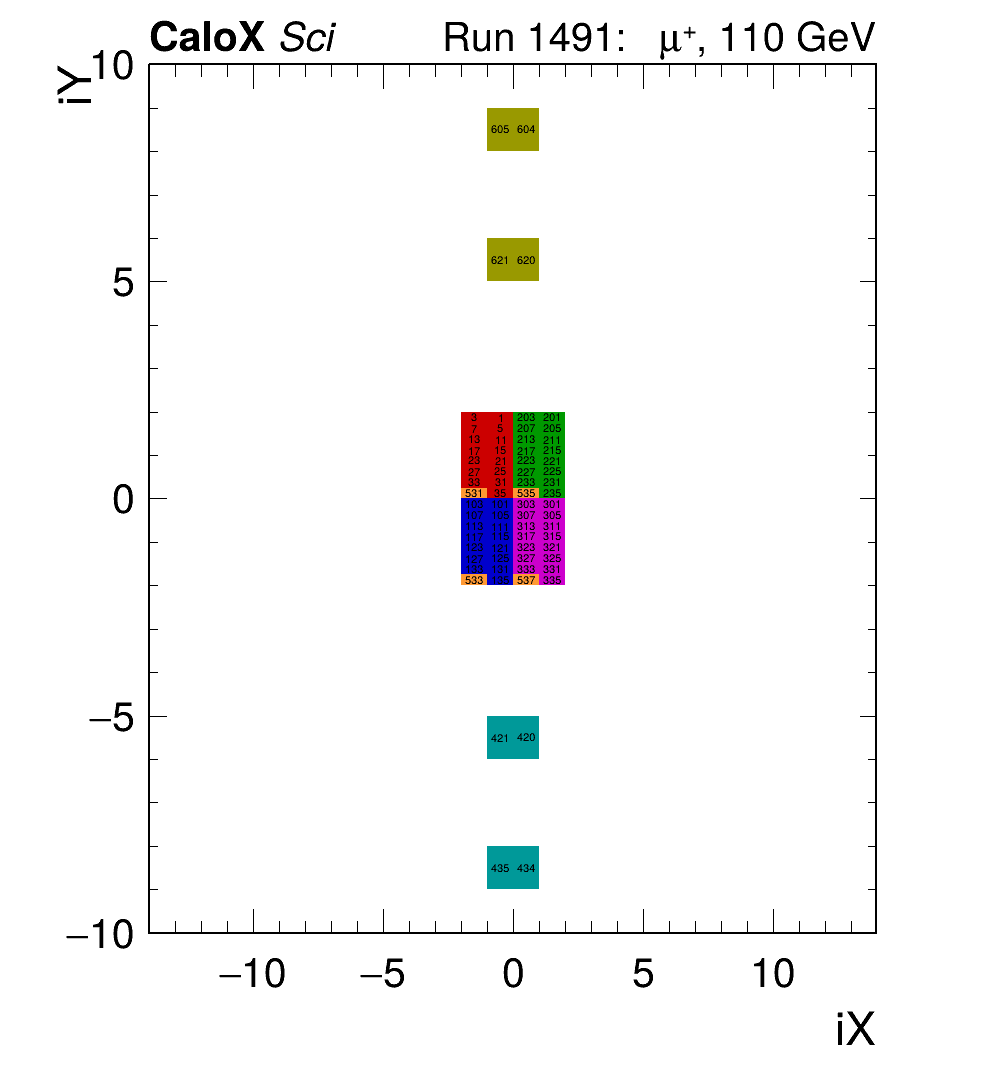 CaloX Sci Run 1491: μ+, 110 GeV
iY
10
605 604
621 620
5
3 1 203 201
7 5 207 205
13 11 213 211
17 15 217 215
23 21 223 221
27 25 227 225
33 31 233 231
531 35 535 235
0
103 101 303 301
107 105 307 305
113 111 313 311
117 115 317 315
123 121 323 321
127 125 327 325
133 131 333 331
533 135 537 335
−5
421 420
435 434
−10
−10 −5 0 5 10
iX